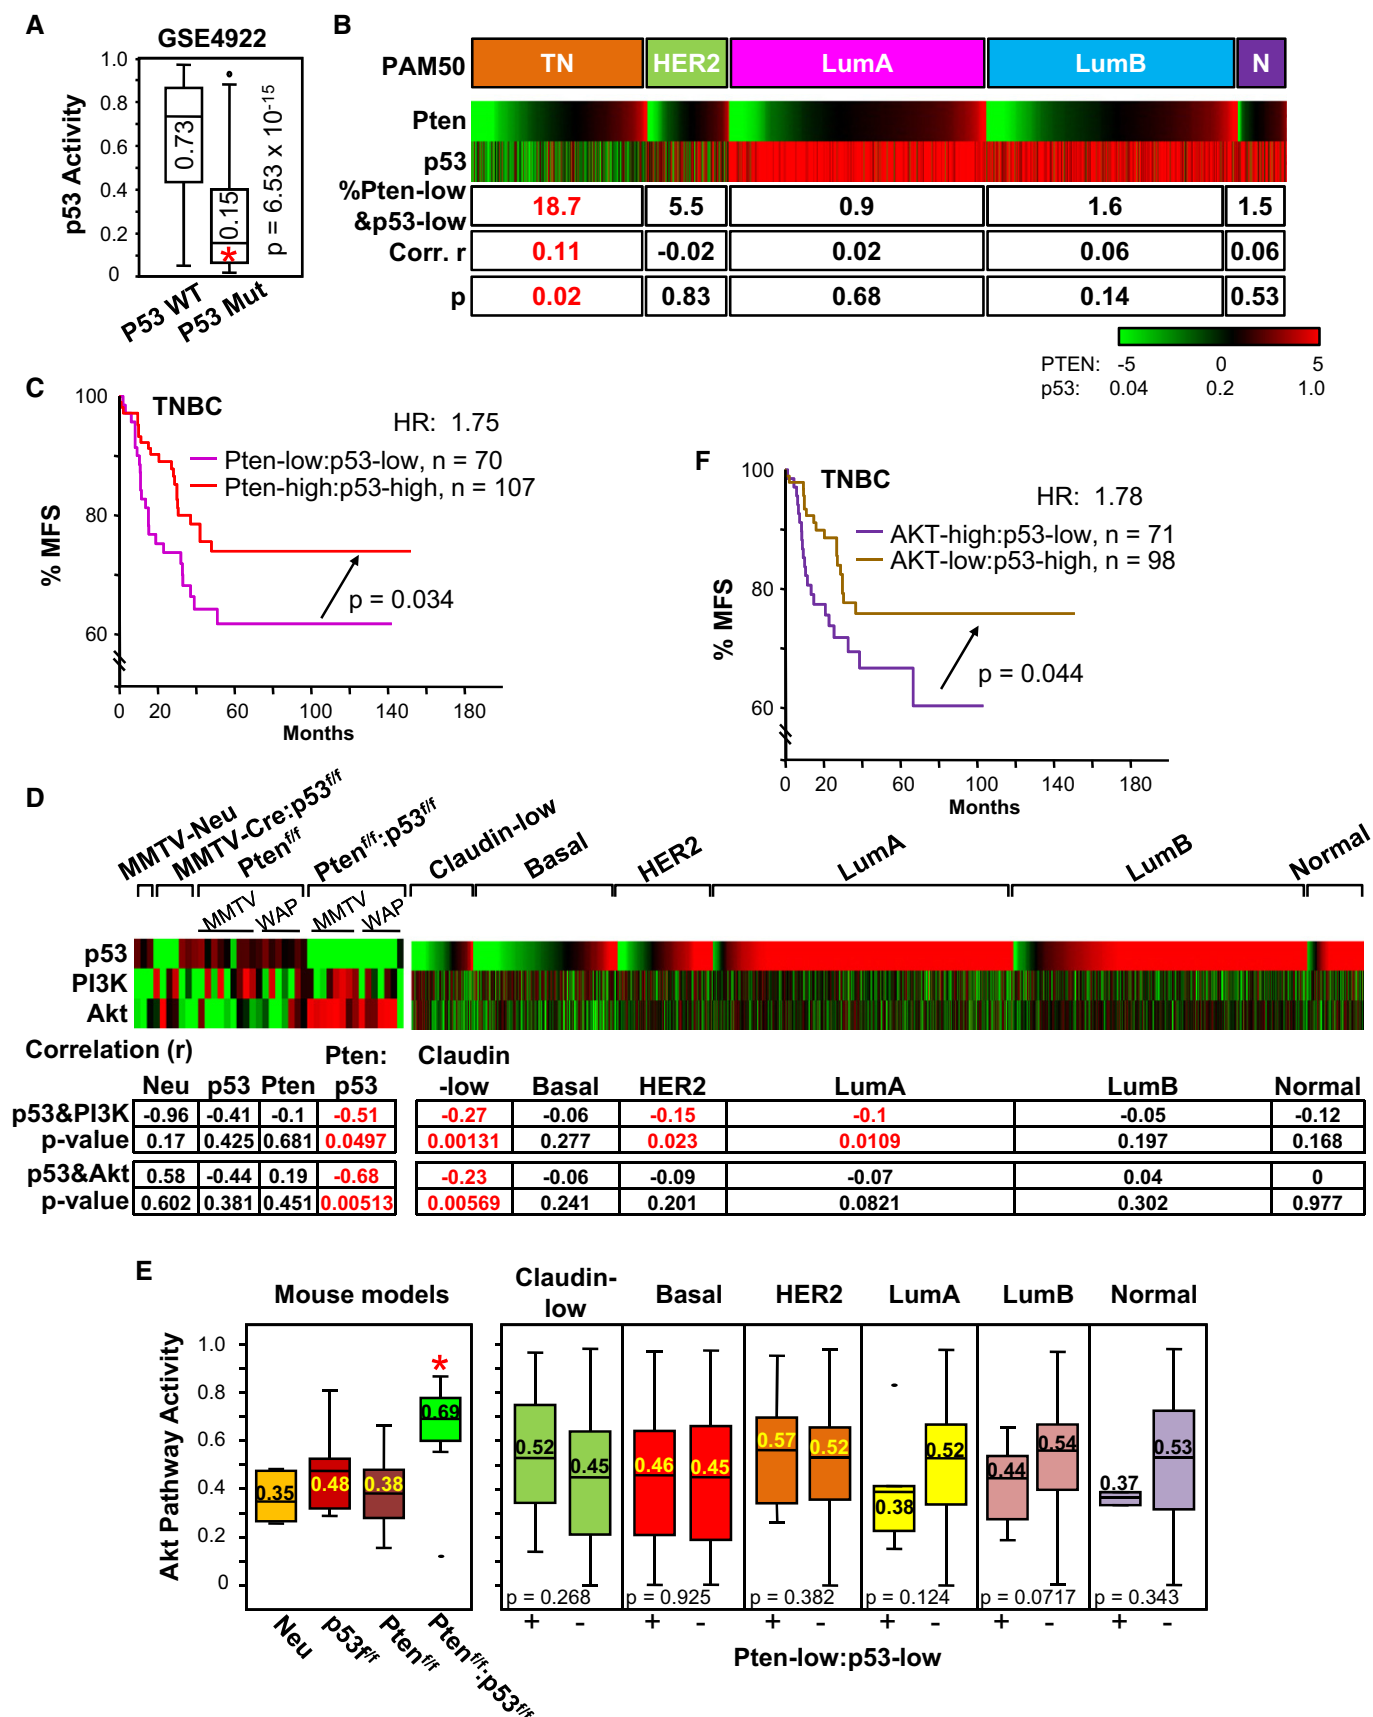 A
GSE4922
p53 Activity
1.0
0.8
0.6
0.4
0.2
0
0.73
0.15
*
p = 6.53 x 10-15
P53 WT
P53 Mut
B
PAM50 TN HER2 LumA LumB N
Pten
p53
%Pten-low &p53-low 18.7 5.5 0.9 1.6 1.5
Corr. r 0.11 -0.02 0.02 0.06 0.06
p 0.02 0.83 0.68 0.14 0.53
PTEN: -5 0 5
p53: 0.04 0.2 1.0
C
TNBC
HR: 1.75
Pten-low:p53-low, n = 70
Pten-high:p53-high, n = 107
p = 0.034
% MFS
100
80
60
0 20 60 100 140 180
Months
F
TNBC
HR: 1.78
AKT-high:p53-low, n = 71
AKT-low:p53-high, n = 98
p = 0.044
% MFS
100
80
60
0 20 60 100 140 180
Months
D
MMTV-Neu
MMTV-Cre:p53f/f
Ptenf/f
Ptenf/f:p53f/f
Claudin-low
Basal
HER2
LumA
LumB
Normal
MMTV WAP MMTV WAP
p53
PI3K
Akt
Correlation (r)
Neu p53 Pten Pten: p53 Claudin -low Basal HER2 LumA LumB Normal
p53&PI3K -0.96 -0.41 -0.1 -0.51 -0.27 -0.06 -0.15 -0.1 -0.05 -0.12
p-value 0.17 0.425 0.681 0.0497 0.00131 0.277 0.023 0.0109 0.197 0.168
p53&Akt 0.58 -0.44 0.19 -0.68 -0.23 -0.06 -0.09 -0.07 0.04 0
p-value 0.602 0.381 0.451 0.00513 0.00569 0.241 0.201 0.0821 0.302 0.977
E
Mouse models
Claudin-
low
Basal
HER2
LumA
LumB
Normal
Akt Pathway Activity
1.0
0.8
0.6
0.4
0.2
0
*
0.35 0.48 0.38 0.69
0.52 0.45 0.46 0.45 0.57 0.52 0.38 0.52 0.44 0.54 0.37 0.53
p = 0.268 p = 0.925 p = 0.382 p = 0.124 p = 0.0717 p = 0.343
+ - + - + - + - + - + -
Neu
p53f/f
Ptenf/f
Ptenf/f:p53f/f
Pten-low:p53-low